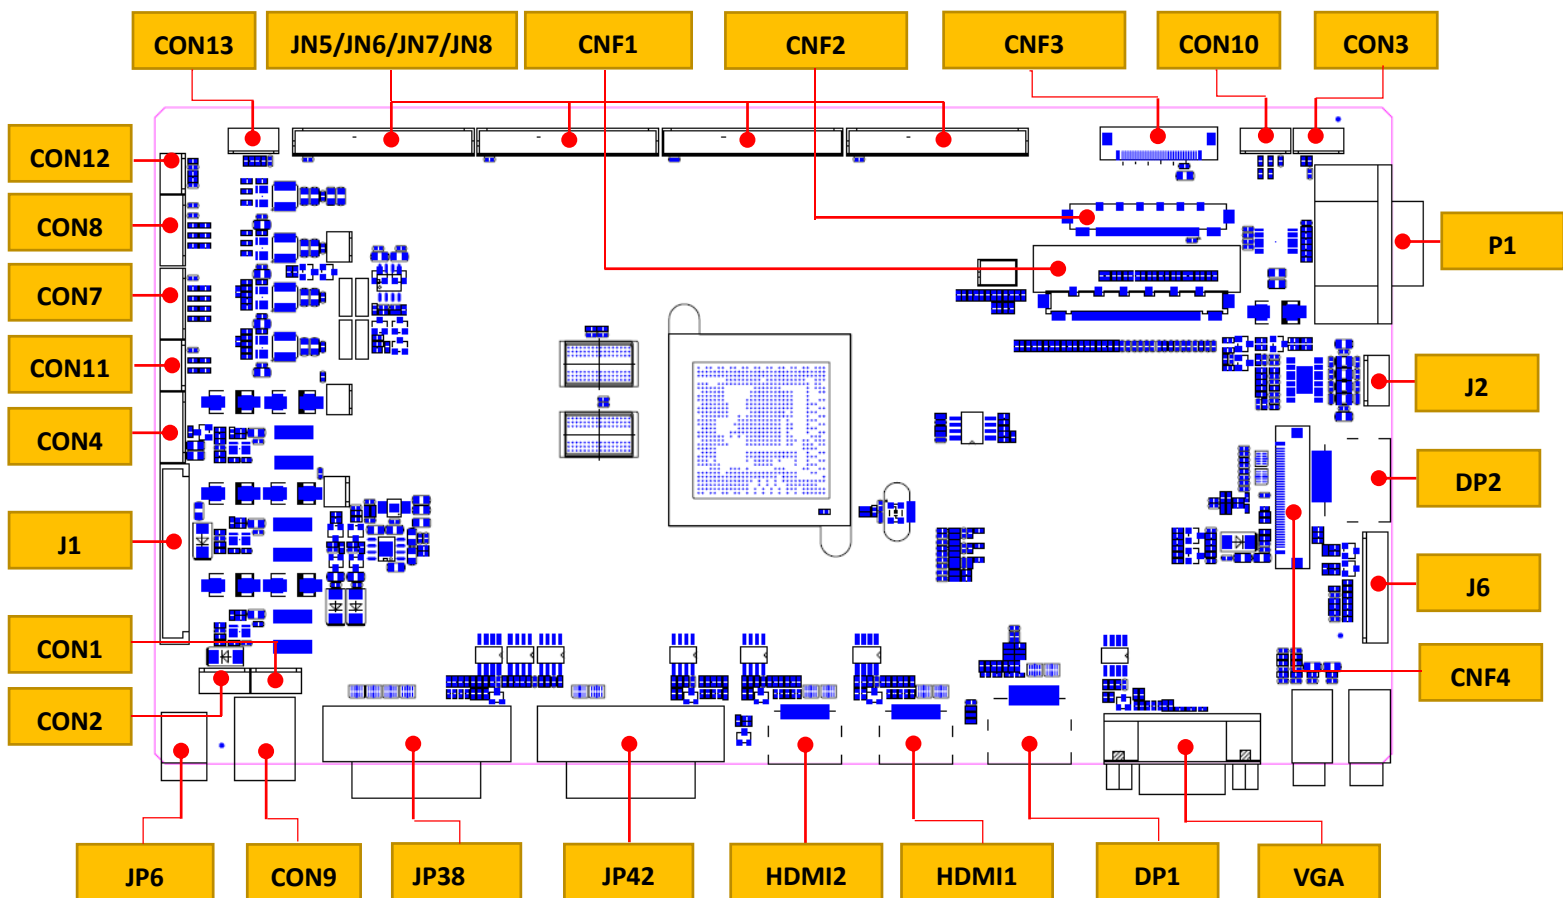 CON13
JN5/JN6/JN7/JN8
CNF1
CNF2
CNF3
CON10
CON3
CON12
CON8
P1
CON7
CON11
J2
CON4
DP2
J1
J6
CON1
CNF4
CON2
JP6
CON9
JP38
JP42
HDMI2
HDMI1
DP1
VGA